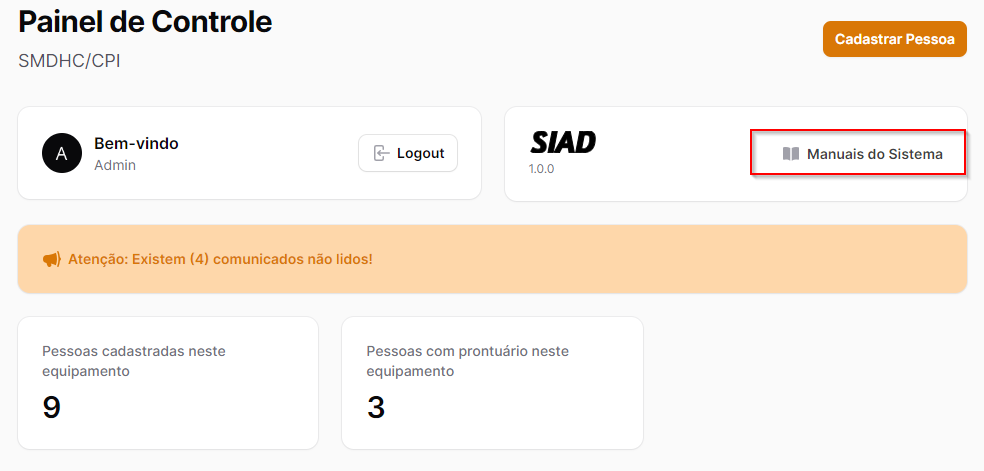 Painel de Controle
SMDHC/CPI
Cadastrar Pessoa
A
Bem-vindo
Admin
Logout
SIAD
1.0.0
Manuais do Sistema
Atenção: Existem (4) comunicados não lidos!
Pessoas cadastradas neste
equipamento
9
Pessoas com prontuário neste
equipamento
3